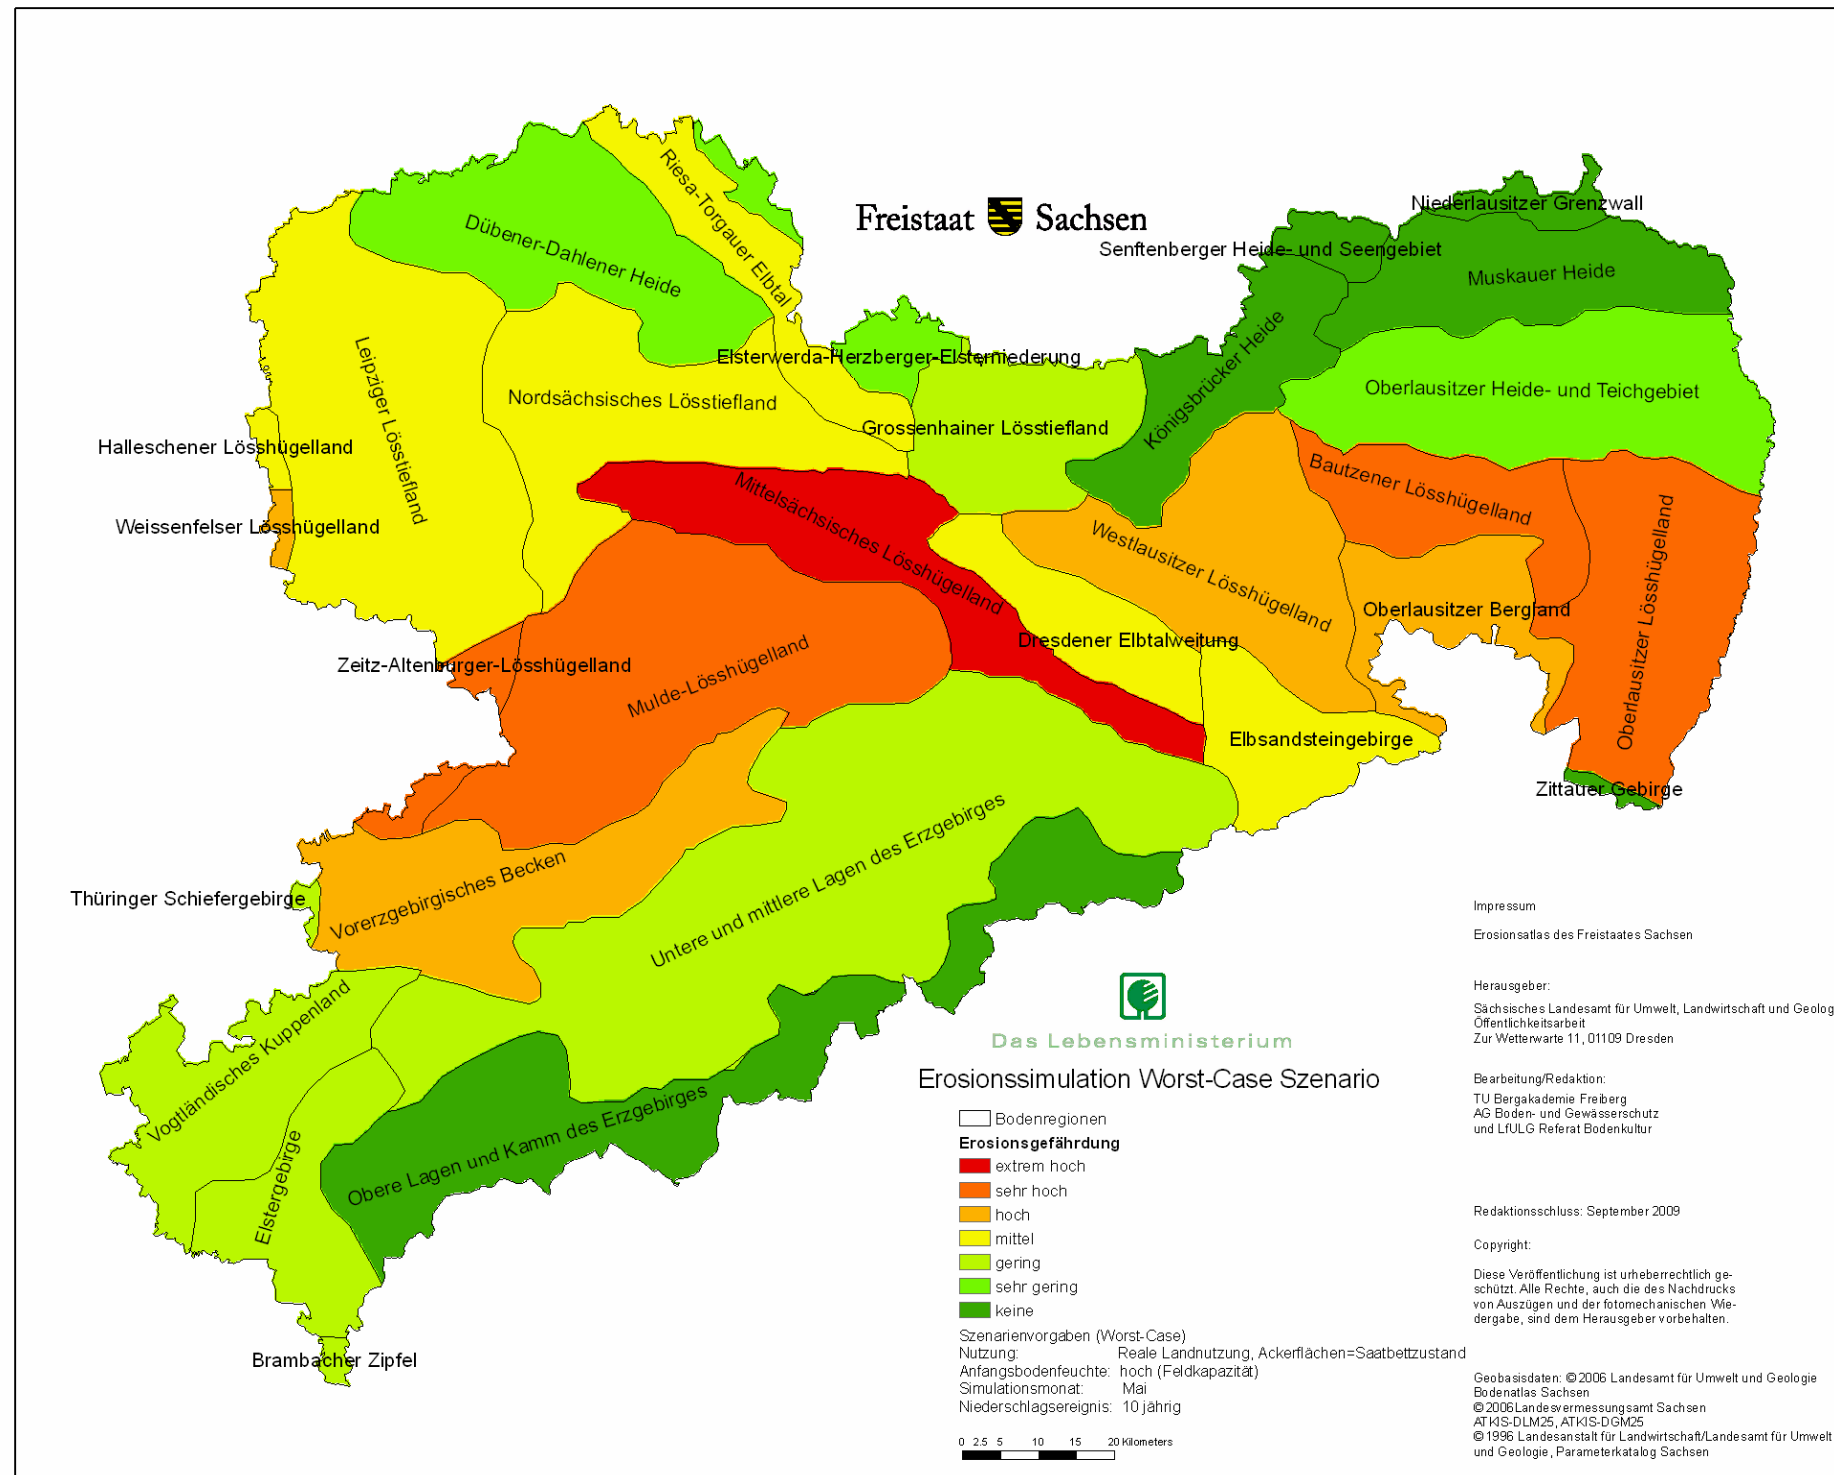 Riesa-Torgauer Elbtal
Freistaat Sachsen
Niederlausitzer Grenzwall
Dübener-Dahlener Heide
Senftenberger Heide- und Seengebiet
Muskauer Heide
Elsterwerda-Herzberger-Elsterniederung
Königsbrücker Heide
Oberlausitzer Heide- und Teichgebiet
Leipziger Lösstiefland
Nordsächsisches Lösstiefland
Grossenhainer Lösstiefland
Halleschener Lösshügelland
Bautzener Lösshügelland
Weissenfelser Lösshügelland
Mittelsächsisches Lösshügelland
Westlausitzer Lösshügelland
Oberlausitzer Bergland
Oberlausitzer Lösshügelland
Dresdener Elbtalweitung
Zeitz-Altenburger-Lösshügelland
Mulde-Lösshügelland
Elbsandsteingebirge
Zittauer Gebirge
Untere und mittlere Lagen des Erzgebirges
Vorerzgebirgisches Becken
Thüringer Schiefergebirge
Vogtländisches Kuppenland
Obere Lagen und Kamm des Erzgebirges
Elstergebirge
Brambacher Zipfel
Das Lebensministerium
Erosionssimulation Worst-Case Szenario
Bodenregionen
Erosionsgefährdung
extrem hoch
sehr hoch
hoch
mittel
gering
sehr gering
keine
Szenarienvorgaben (Worst-Case)
Nutzung: Reale Landnutzung, Ackerflächen=Saatbettzustand
Anfangsbodenfeuchte: hoch (Feldkapazität)
Simulationsmonat: Mai
Niederschlagsereignis: 10 jährig
0 2.5 5 10 15 20 Kilometers
Impressum
Erosionsatlas des Freistaates Sachsen
Herausgeber:
Sächsisches Landesamt für Umwelt, Landwirtschaft und Geolog
Öffentlichkeitsarbeit
Zur Wetterwarte 11, 01109 Dresden
Bearbeitung/Redaktion:
TU Bergakademie Freiberg
AG Boden- und Gewässerschutz
und LfULG Referat Bodenkultur
Redaktionsschluss: September 2009
Copyright:
Diese Veröffentlichung ist urheberrechtlich ge-
schützt. Alle Rechte, auch die des Nachdrucks
von Auszügen und der fotomechanischen Wie-
dergabe, sind dem Herausgeber vorbehalten.
Geobasisdaten: ©2006 Landesamt für Umwelt und Geologie
Bodenatlas Sachsen
©2006Landesvermessungsamt Sachsen
ATKIS-DLM25, ATKIS-DGM25
©1996 Landesanstalt für Landwirtschaft/Landesamt für Umwelt
und Geologie, Parameterkatalog Sachsen